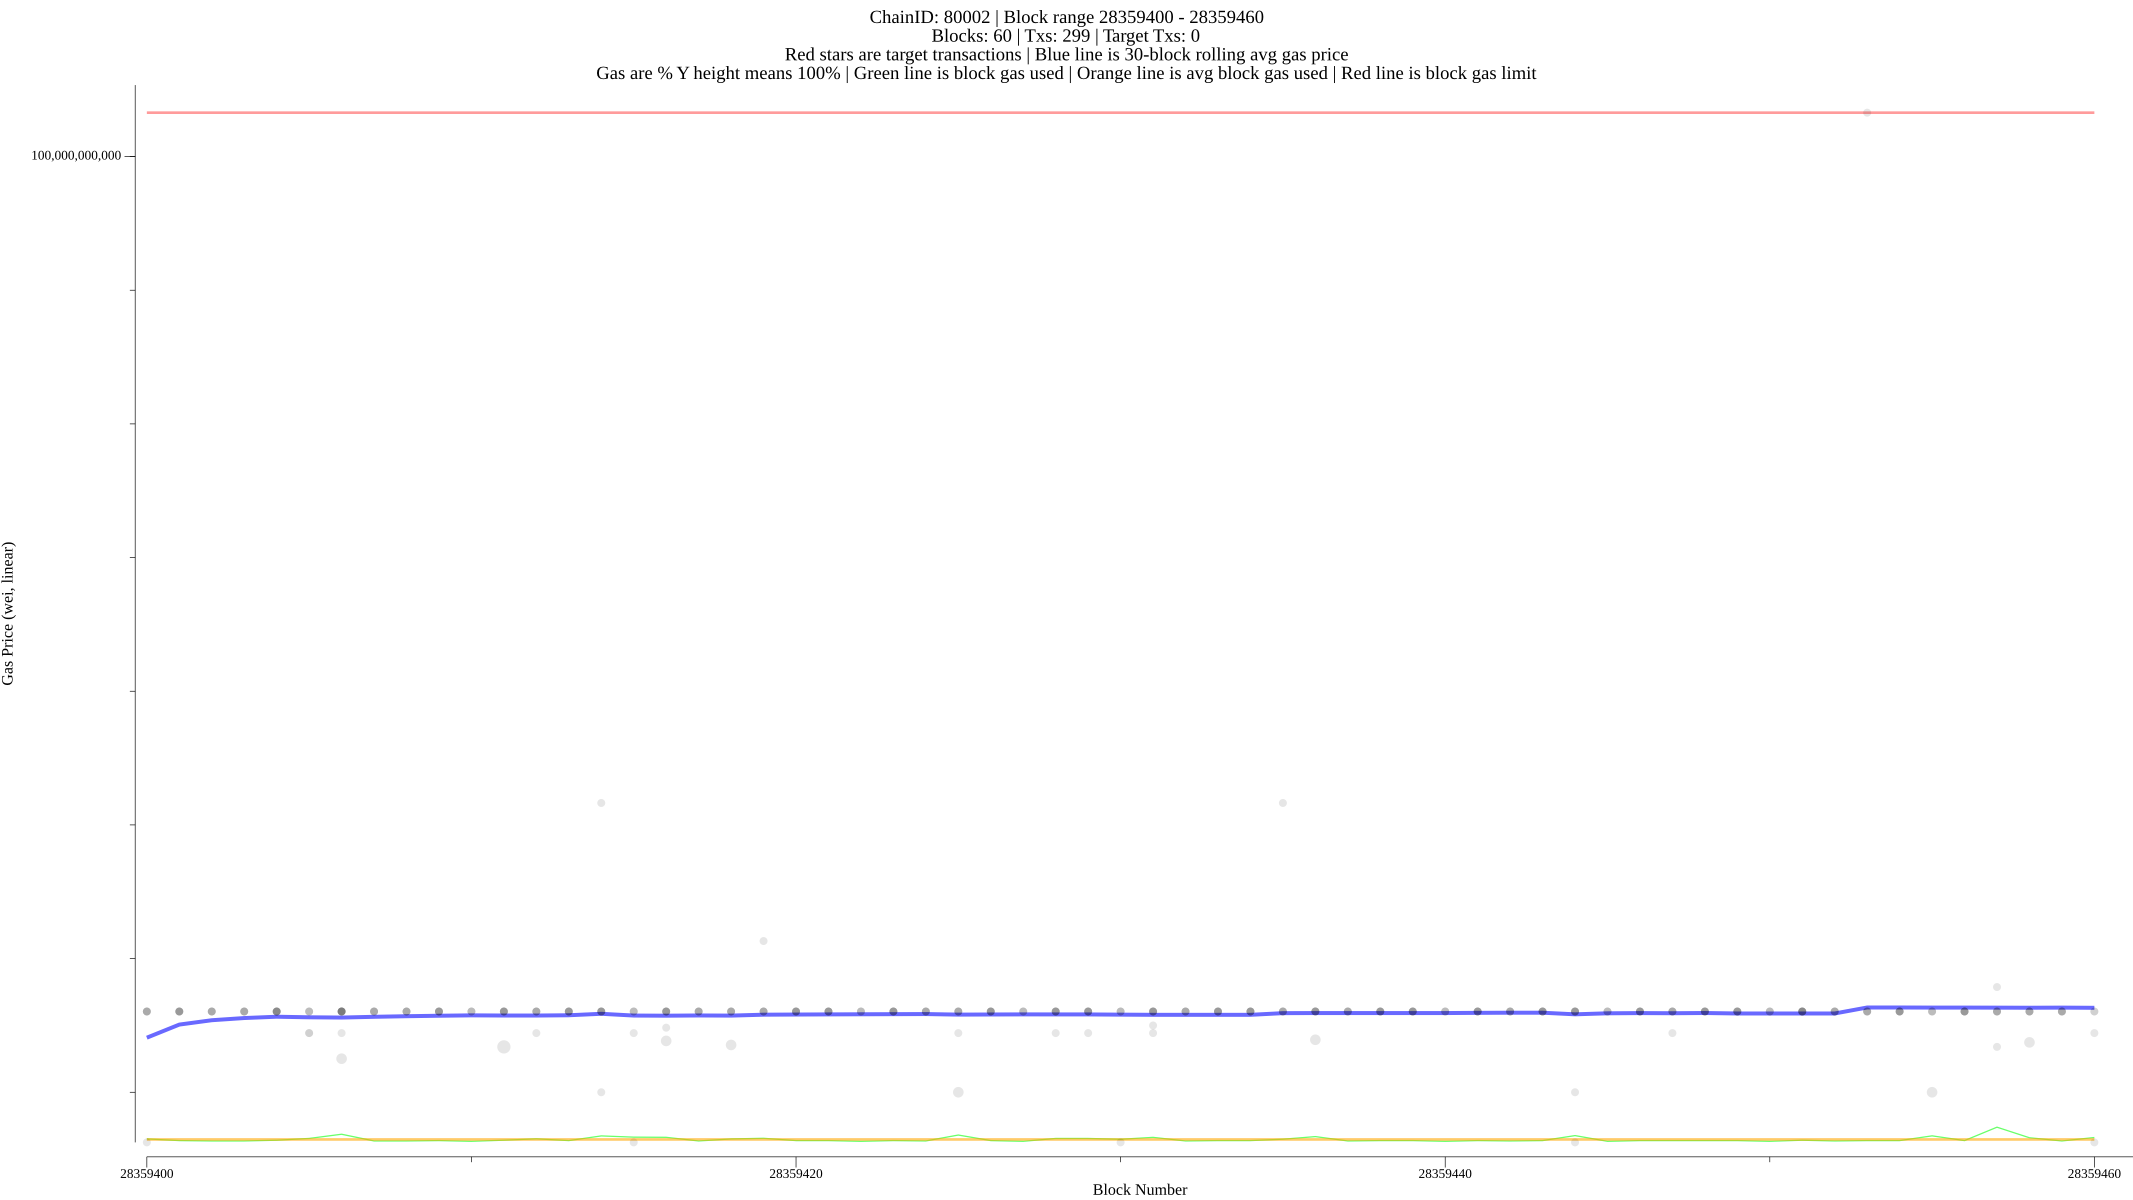 ChainID: 80002 | Block range 28359400 - 28359460
Blocks: 60 | Txs: 299 | Target Txs: 0
Red stars are target transactions | Blue line is 30-block rolling avg gas price
Gas are % Y height means 100% | Green line is block gas used | Orange line is avg block gas used | Red line is block gas limit
100,000,000,000
Gas Price (wei, linear)
28359400
28359420
28359440
28359460
Block Number